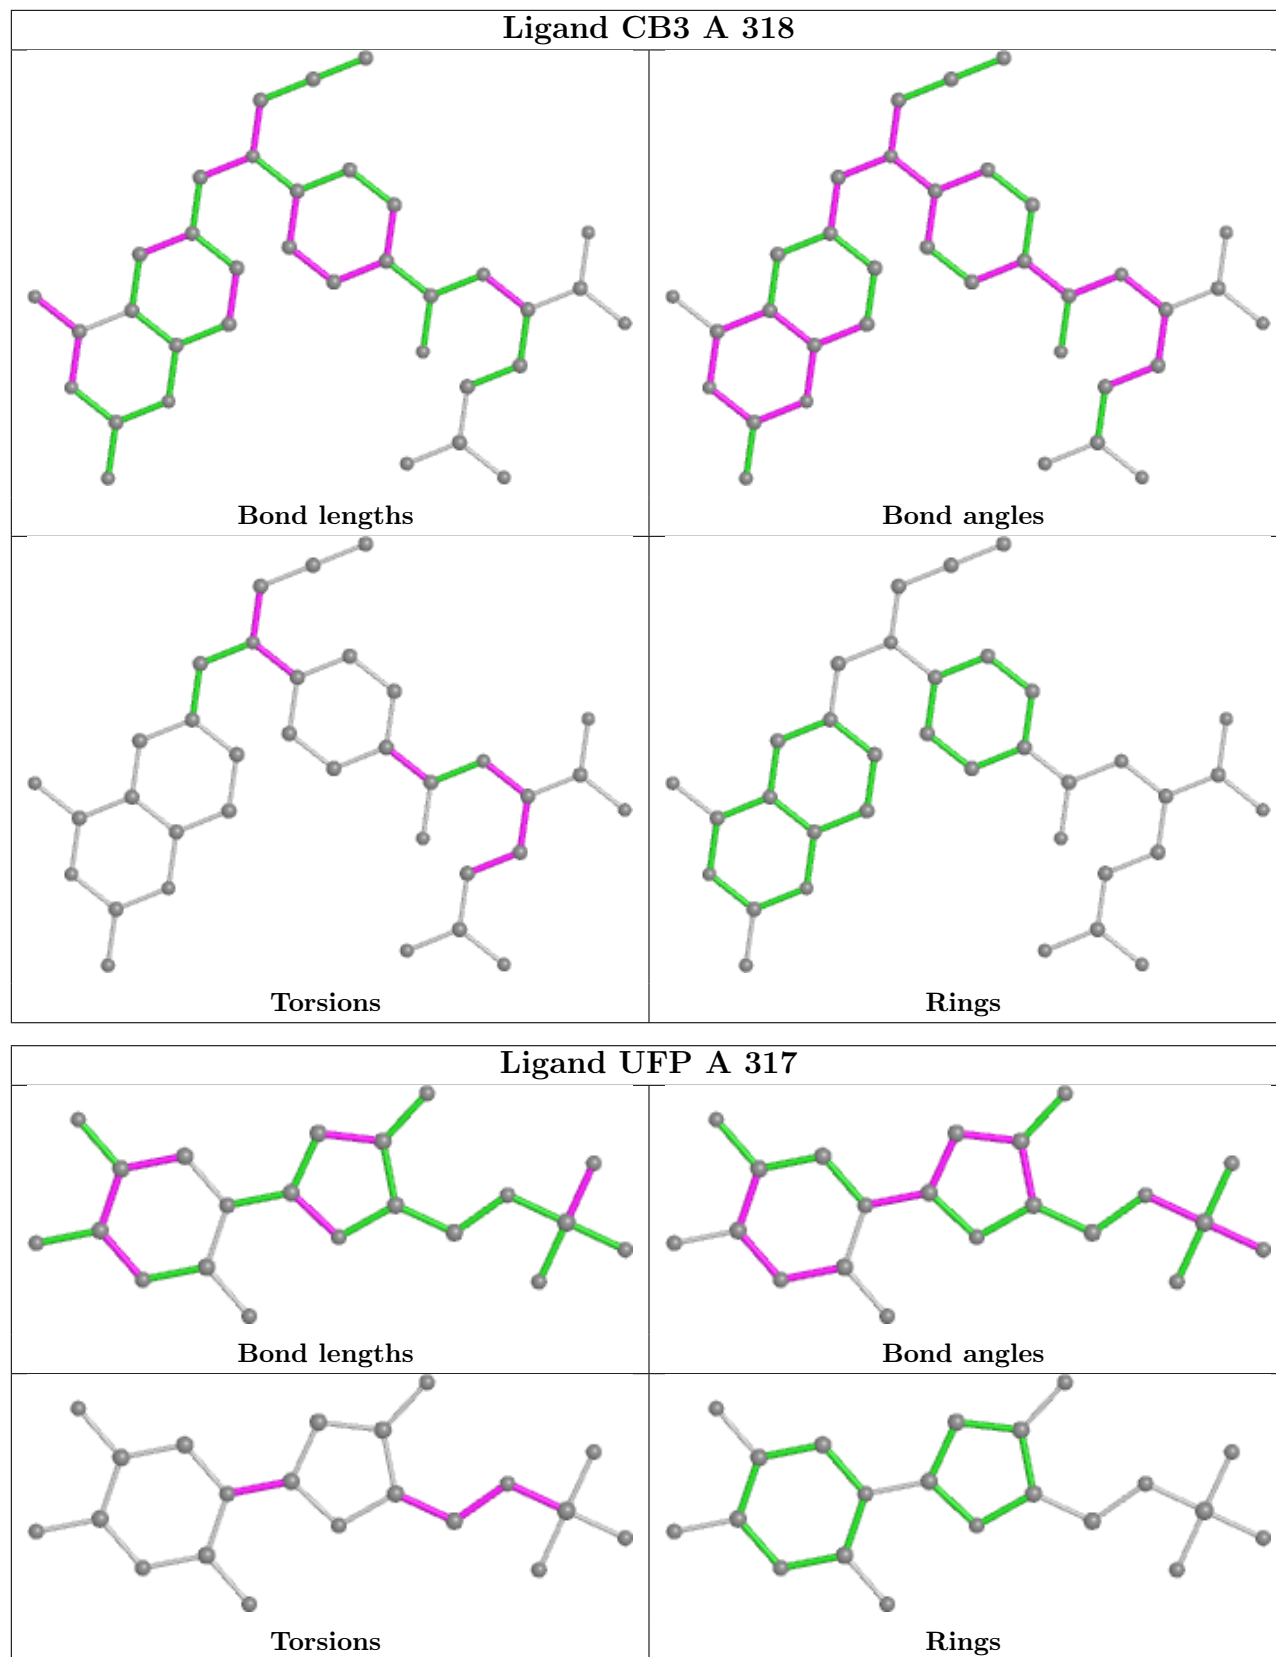 Ligand CB3 A 318
Bond lengths
Bond angles
Torsions
Rings
Ligand UFP A 317
Bond lengths
Bond angles
Torsions
Rings